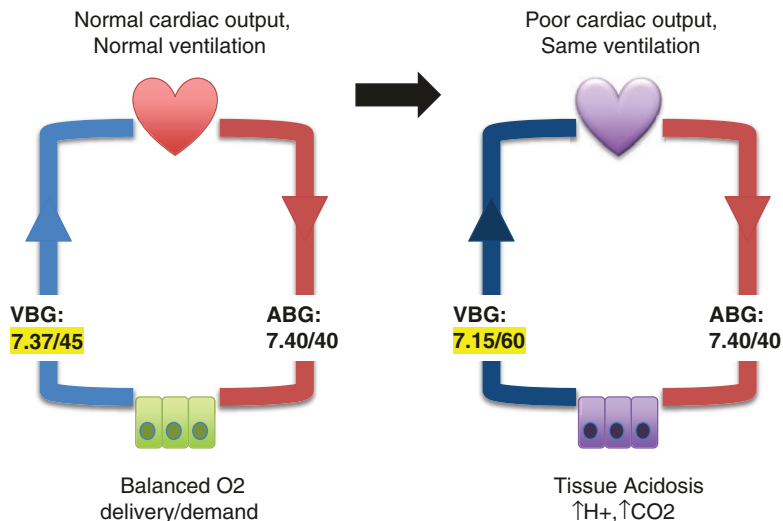 Normal cardiac output,
Normal ventilation
VBG:
7.37/45
ABG:
7.40/40
Balanced O2
delivery/demand
Poor cardiac output,
Same ventilation
VBG:
7.15/60
ABG:
7.40/40
Tissue Acidosis
↑H+,↑CO2